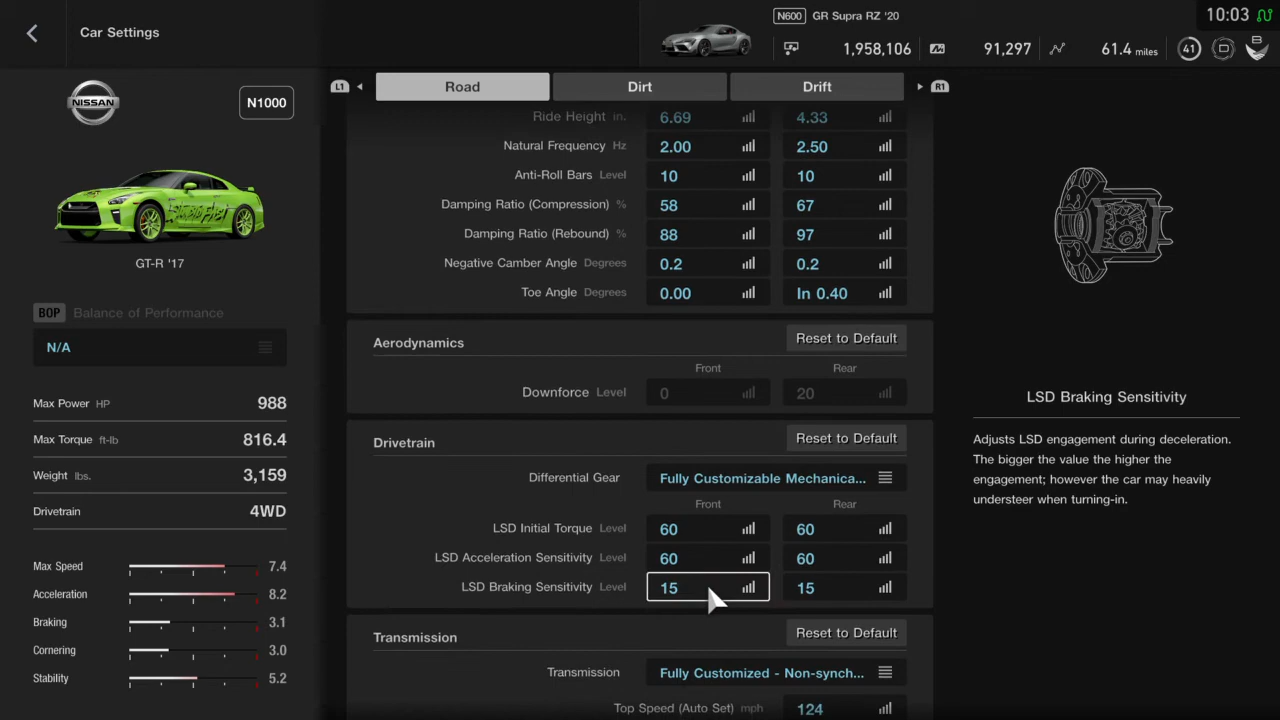 Car Settings
N600 GR Supra RZ '20
10:03
1,958,106
91,297
61.4 miles
41
B
NISSAN
N1000
GT-R '17
BOP Balance of Performance
N/A
Max Power HP 988
Max Torque ft-lb 816.4
Weight lbs. 3,159
Drivetrain 4WD
Max Speed 7.4
Acceleration 8.2
Braking 3.1
Cornering 3.0
Stability 5.2
L1 Road Dirt Drift R1
Ride Height in. 6.69 4.33
Natural Frequency Hz 2.00 2.50
Anti-Roll Bars Level 10 10
Damping Ratio (Compression) % 58 67
Damping Ratio (Rebound) % 88 97
Negative Camber Angle Degrees 0.2 0.2
Toe Angle Degrees 0.00 In 0.40
Aerodynamics Reset to Default
Front Rear
Downforce Level 0 20
Drivetrain Reset to Default
Differential Gear Fully Customizable Mechanica...
Front Rear
LSD Initial Torque Level 60 60
LSD Acceleration Sensitivity Level 60 60
LSD Braking Sensitivity Level 15 15
Transmission Reset to Default
Transmission Fully Customized - Non-synch...
Top Speed (Auto Set) mph 124
LSD Braking Sensitivity
Adjusts LSD engagement during deceleration.
The bigger the value the higher the
engagement; however the car may heavily
understeer when turning-in.